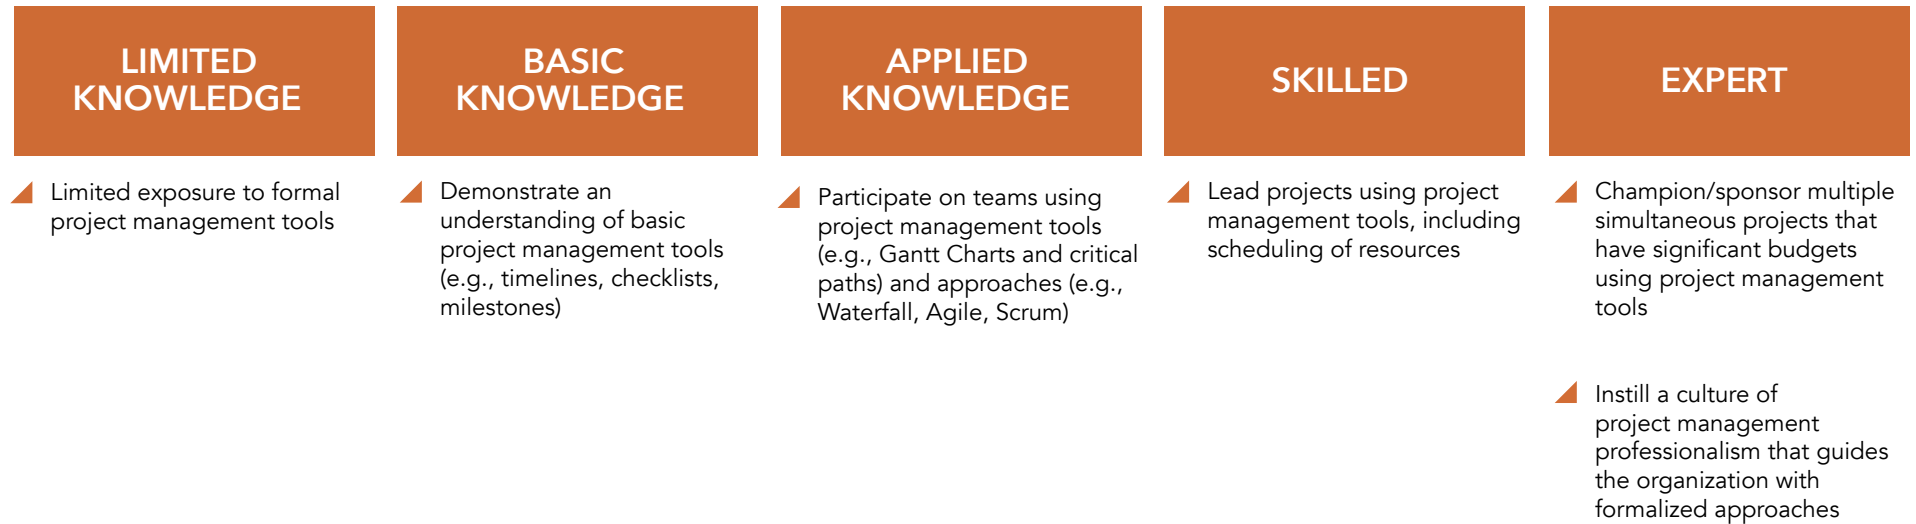 LIMITED
KNOWLEDGE
Limited exposure to formal
project management tools
BASIC
KNOWLEDGE
Demonstrate an
understanding of basic
project management tools
(e.g., timelines, checklists,
milestones)
APPLIED
KNOWLEDGE
Participate on teams using
project management tools
(e.g., Gantt Charts and critical
paths) and approaches (e.g.,
Waterfall, Agile, Scrum)
SKILLED
Lead projects using project
management tools, including
scheduling of resources
EXPERT
Champion/sponsor multiple
simultaneous projects that
have significant budgets
using project management
tools
Instill a culture of
project management
professionalism that guides
the organization with
formalized approaches